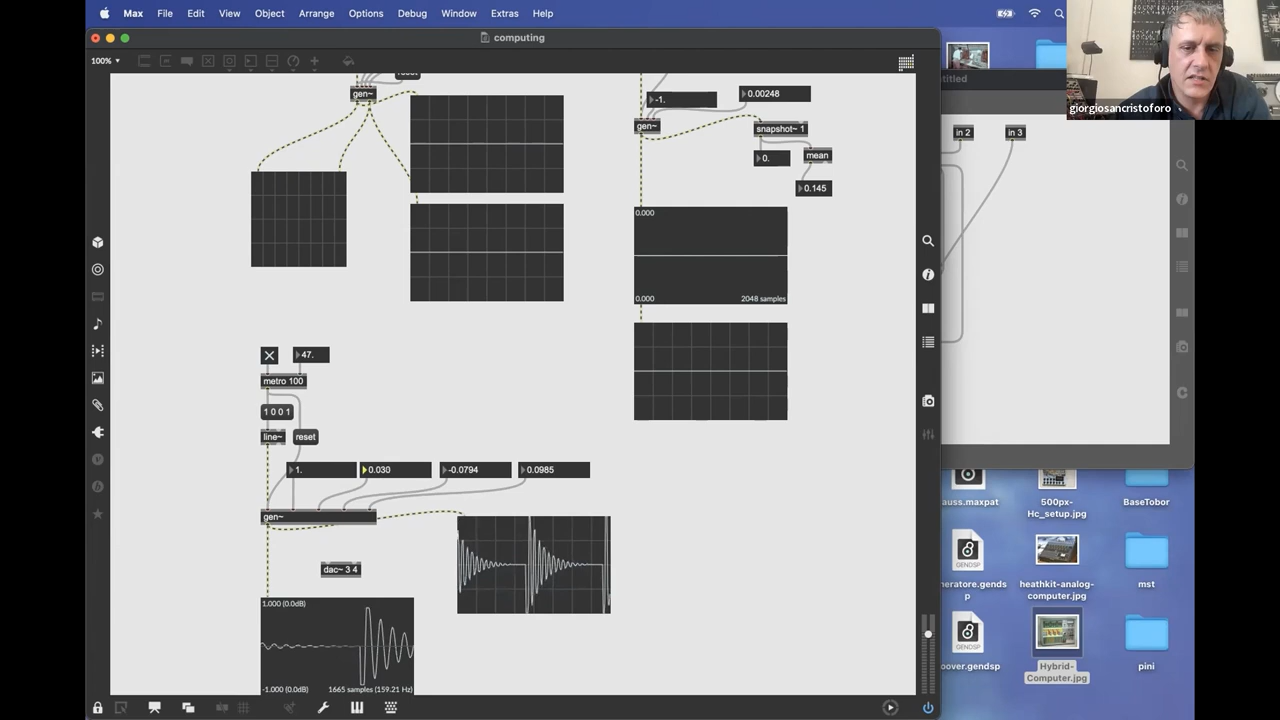 Max File Edit View Object Arrange Options Debug Window Extras Help
computing
100%
gen~
-1.
0.00248
gen~
snapshot~ 1
0.
mean
0.145
0.000
0.000
2048 samples
47.
metro 100
1 0 0 1
line~
reset
1.
0.030
-0.0794
0.0985
gen~
dac~ 3 4
1.000 (0.0dB)
-1.000 (0.0dB)
1665 samples (159.21 Hz)
giorgiosancristoforo
in 2
in 3
500px-Hc_setup.jpg
BaseTobor
heathkit-analog-computer.jpg
mst
Hybrid-Computer.jpg
pini